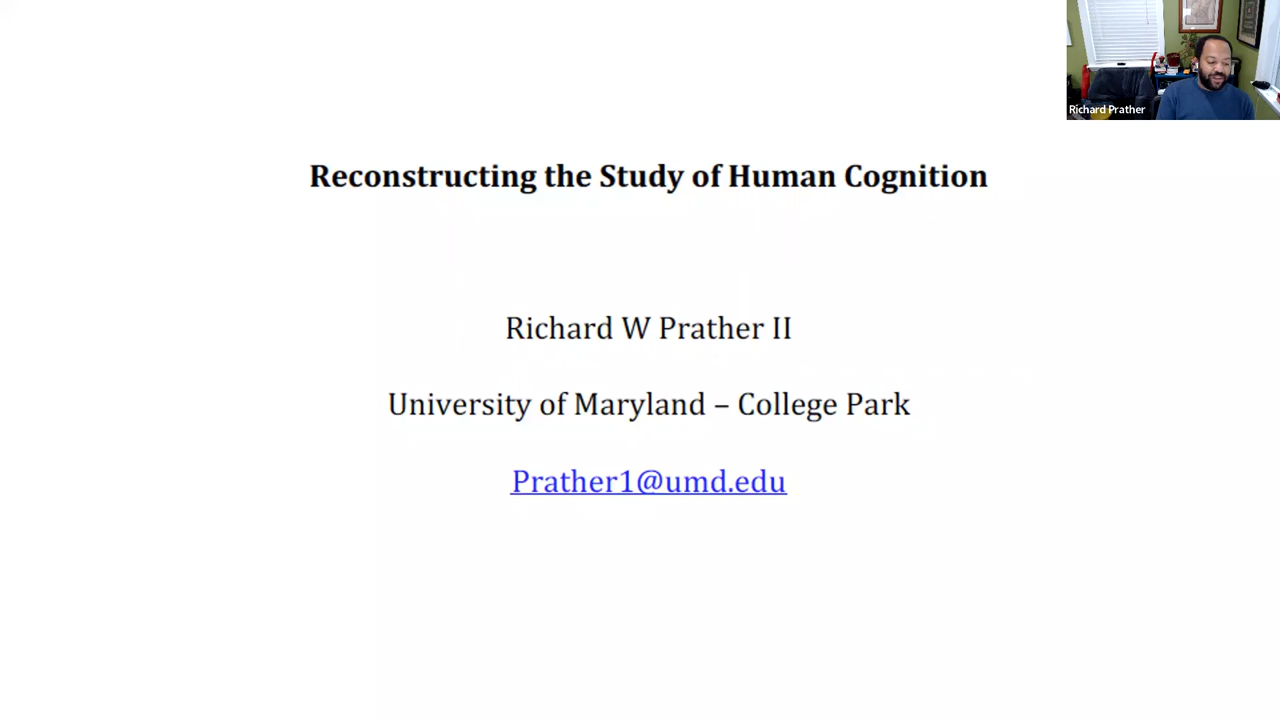 Richard Prather
Reconstructing the Study of Human Cognition
Richard W Prather II
University of Maryland – College Park
Prather1@umd.edu